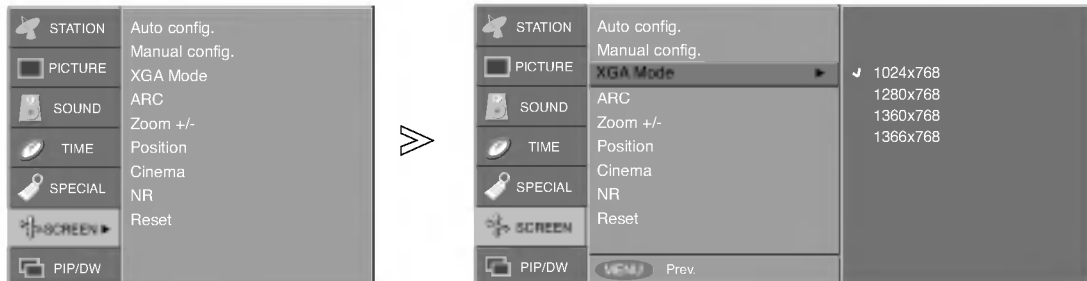 STATION
PICTURE
SOUND
TIME
SPECIAL
SCREEN
PIP/DW
Auto config.
Manual config.
XGA Mode
ARC
Zoom +/-
Position
Cinema
NR
Reset
STATION
PICTURE
SOUND
TIME
SPECIAL
SCREEN
PIP/DW
Auto config.
Manual config.
XGA Mode
ARC
Zoom +/-
Position
Cinema
NR
Reset
MENU Prev.
1024x768
1280x768
1360x768
1366x768